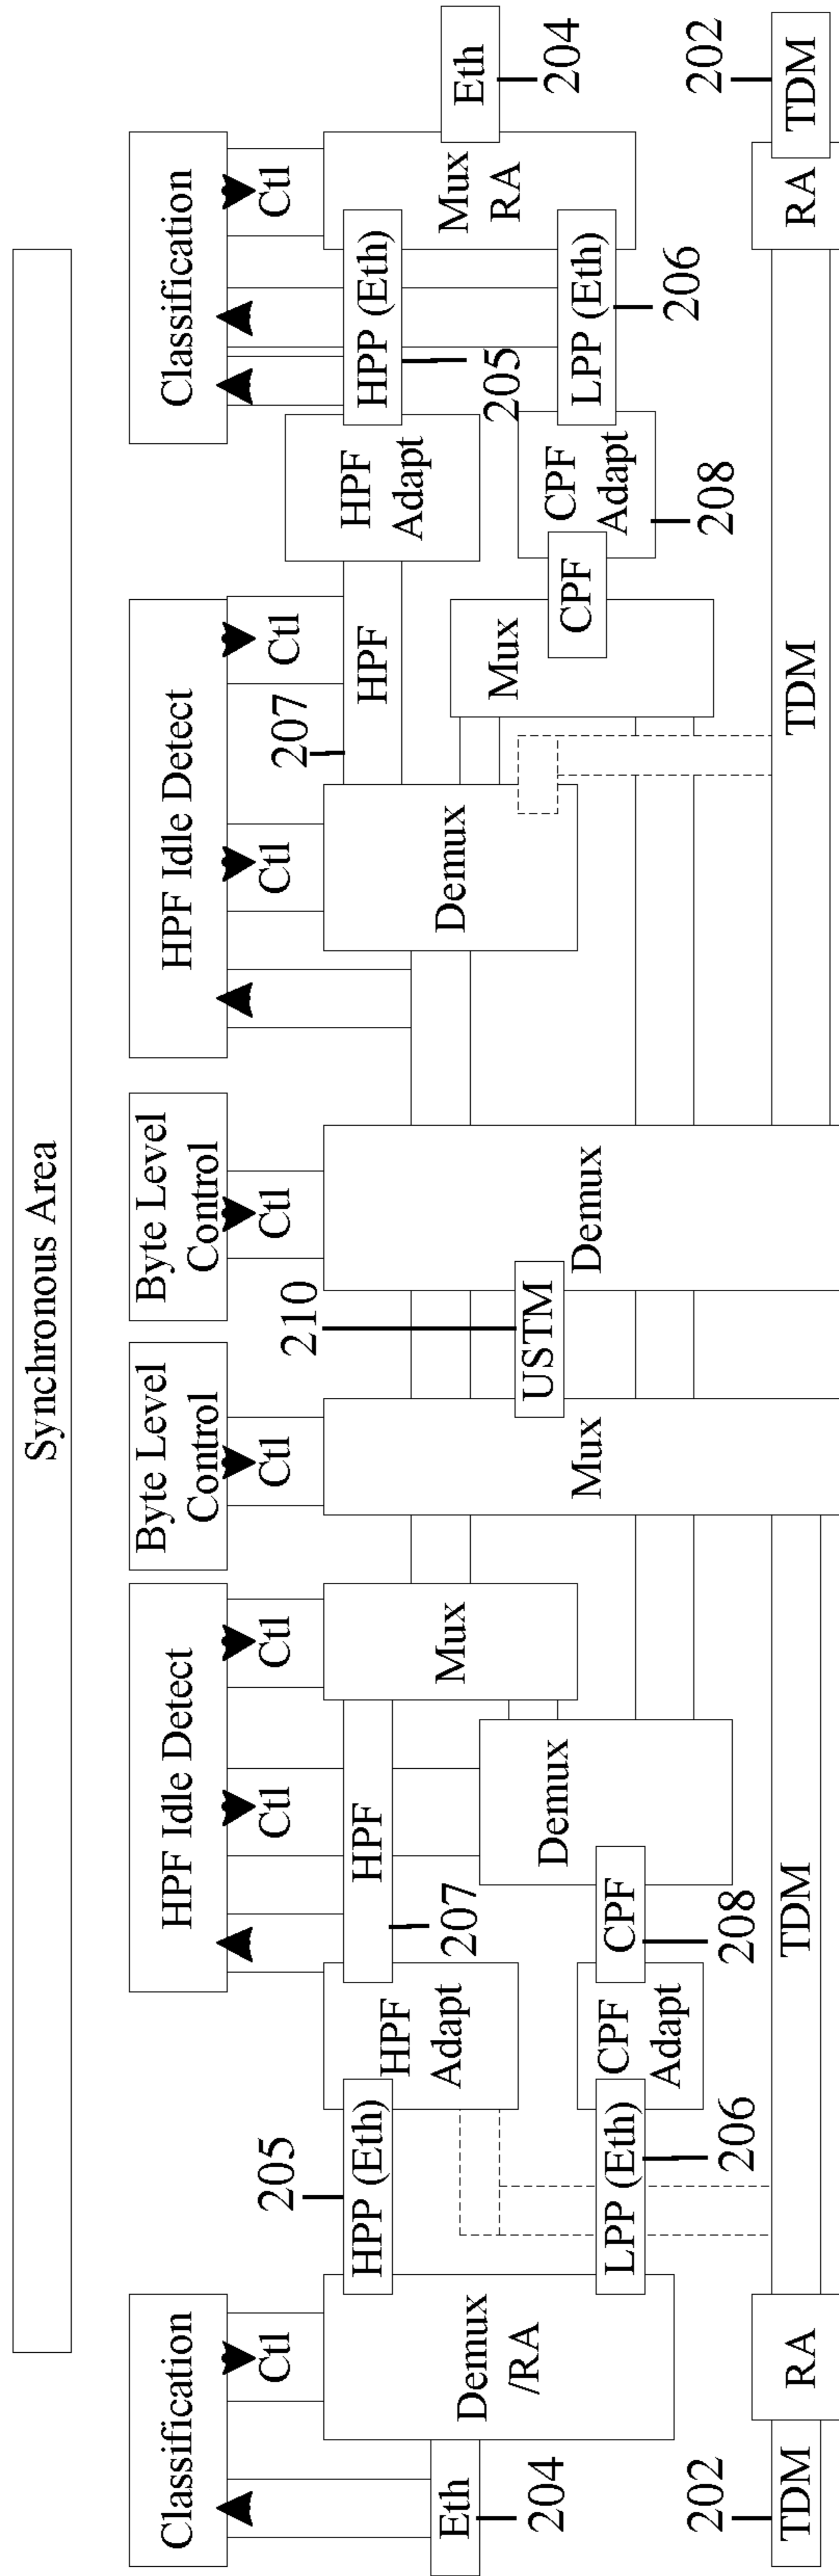 Synchronous Area
Classification
HPF Idle Detect
Byte Level
Control
Byte Level
Control
HPF Idle Detect
Classification
Ctl
Ctl
Ctl
Ctl
Ctl
Ctl
Ctl
Ctl
205
HPP (Eth)
HPF
Adapt
207
HPF
Mux
210
USTM
Demux
207
HPF
HPF
Adapt
HPP (Eth)
205
Mux
RA
Eth
204
Eth
204
Demux
/RA
LPP (Eth)
206
CPF
Adapt
CPF
208
Demux
Mux
Demux
Mux
CPF
CPF
Adapt
208
LPP (Eth)
206
202
TDM
RA
TDM
TDM
RA
TDM
202